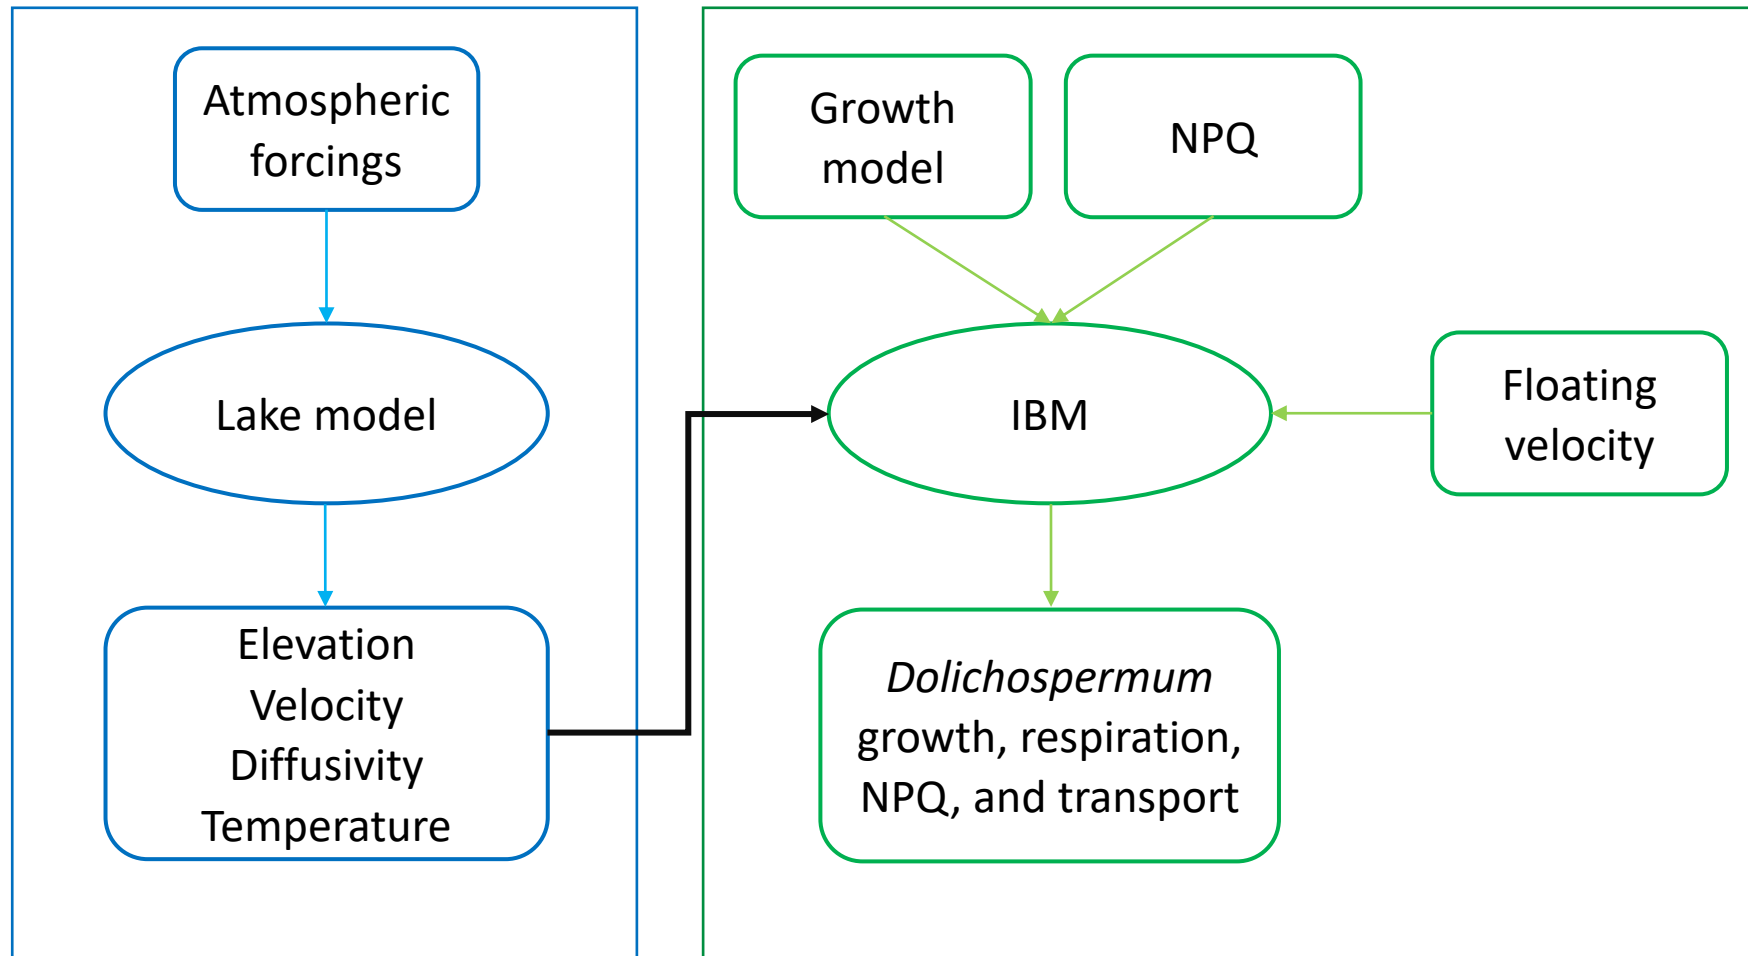 Atmospheric
forcings
Lake model
Elevation
Velocity
Diffusivity
Temperature
Growth
model
NPQ
IBM
Floating
velocity
Dolichospermum
growth, respiration,
NPQ, and transport